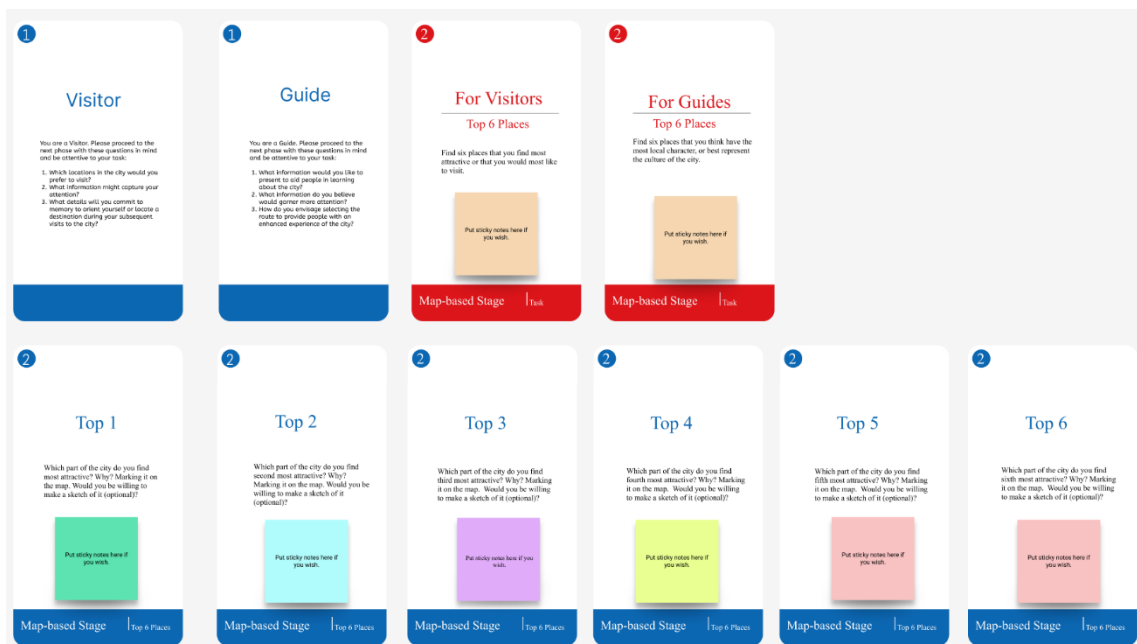 1
Visitor
You are a Visitor. Please proceed to the
next phase with these questions in mind
and be attentive to your task:
1. Which locations in the city would you
prefer to visit?
2. What information might capture your
attention?
3. What details will you commit to
memory to orient yourself or locate a
destination during your subsequent
visits to the city?
1
Guide
You are a Guide. Please proceed to the
next phase with these questions in mind
and be attentive to your task:
1. What information would you like to
present to aid people in learning
about the city?
2. What information do you believe
would garner more attention?
3. How do you envisage selecting the
route to provide people with an
enhanced experience of the city?
2
For Visitors
Top 6 Places
Find six places that you find most
attractive or that you would most like
to visit.
Put sticky notes here if
you wish.
Map-based Stage | Task
2
For Guides
Top 6 Places
Find six places that you think have the
most local character, or best represent
the culture of the city.
Put sticky notes here if
you wish.
Map-based Stage | Task
2
Top 1
Which part of the city do you find
most attractive? Why? Marking it on
the map. Would you be willing to
make a sketch of it (optional)?
Put sticky notes here if
you wish.
Map-based Stage | Top 6 Places
2
Top 2
Which part of the city do you find
second most attractive? Why?
Marking it on the map. Would you be
willing to make a sketch of it
(optional)?
Put sticky notes here if
you wish.
Map-based Stage | Top 6 Places
2
Top 3
Which part of the city do you find
third most attractive? Why? Marking
it on the map. Would you be willing
to make a sketch of it (optional)?
Put sticky notes here if you
wish.
Map-based Stage | Top 6 Places
2
Top 4
Which part of the city do you find
fourth most attractive? Why? Marking
it on the map. Would you be willing
to make a sketch of it (optional)?
Put sticky notes here if
you wish.
Map-based Stage | Top 6 Places
2
Top 5
Which part of the city do you find
fifth most attractive? Why? Marking
it on the map. Would you be willing
to make a sketch of it (optional)?
Put sticky notes here if
you wish.
Map-based Stage | Top 6 Places
2
Top 6
Which part of the city do you find
sixth most attractive? Why? Marking
it on the map. Would you be willing
to make a sketch of it (optional)?
Put sticky notes here if
you wish.
Map-based Stage | Top 6 Places